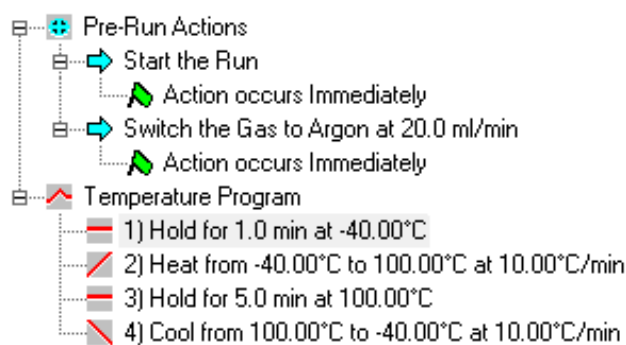 Pre-Run Actions
Start the Run
Action occurs Immediately
Switch the Gas to Argon at 20.0 ml/min
Action occurs Immediately
Temperature Program
1) Hold for 1.0 min at -40.00°C
2) Heat from -40.00°C to 100.00°C at 10.00°C/min
3) Hold for 5.0 min at 100.00°C
4) Cool from 100.00°C to -40.00°C at 10.00°C/min